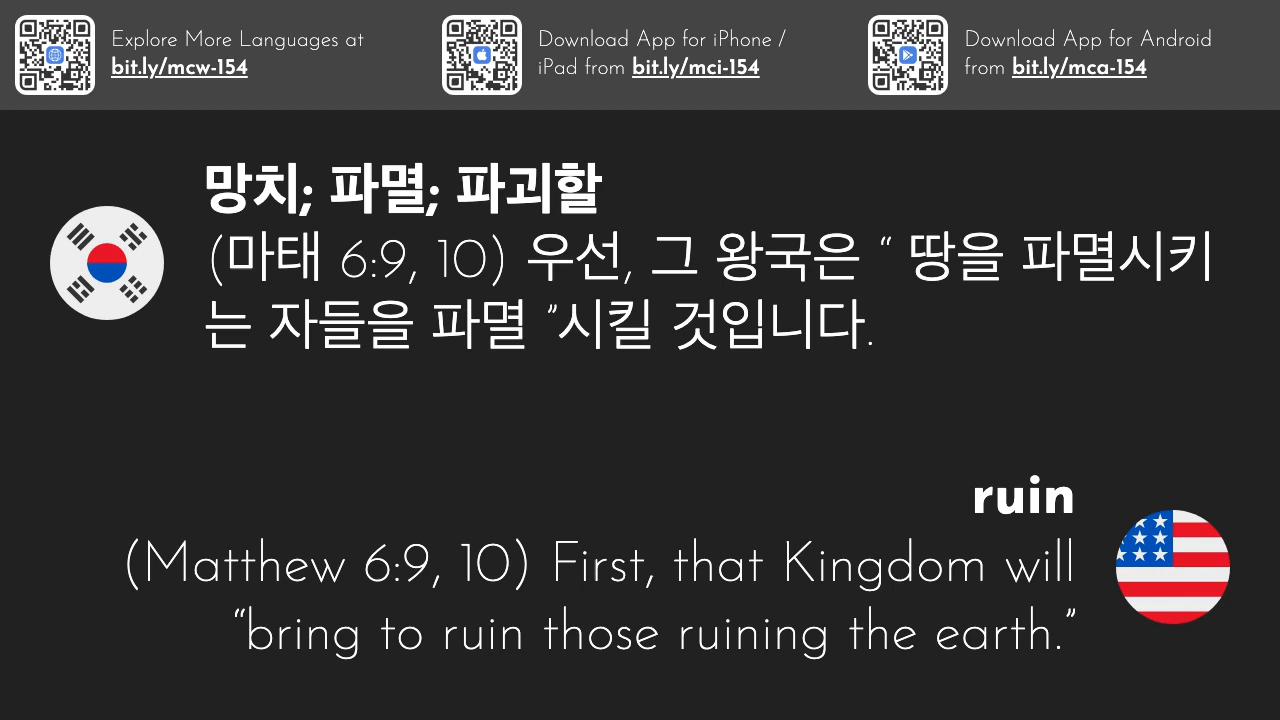 Explore More Languages at
bit.ly/mcw-154
Download App for iPhone /
iPad from bit.ly/mci-154
Download App for Android
from bit.ly/mca-154
망치; 파멸; 파괴할
(마태 6:9, 10) 우선, 그 왕국은 “ 땅을 파멸시키
는 자들을 파멸 ”시킬 것입니다.
ruin
(Matthew 6:9, 10) First, that Kingdom will
“bring to ruin those ruining the earth.”